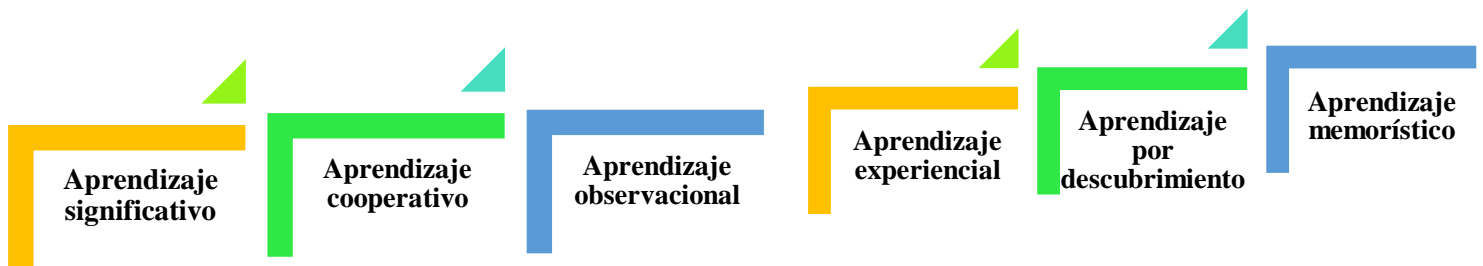 Aprendizaje
significativo
Aprendizaje
cooperativo
Aprendizaje
observacional
Aprendizaje
experiencial
Aprendizaje
por
descubrimiento
Aprendizaje
memorístico